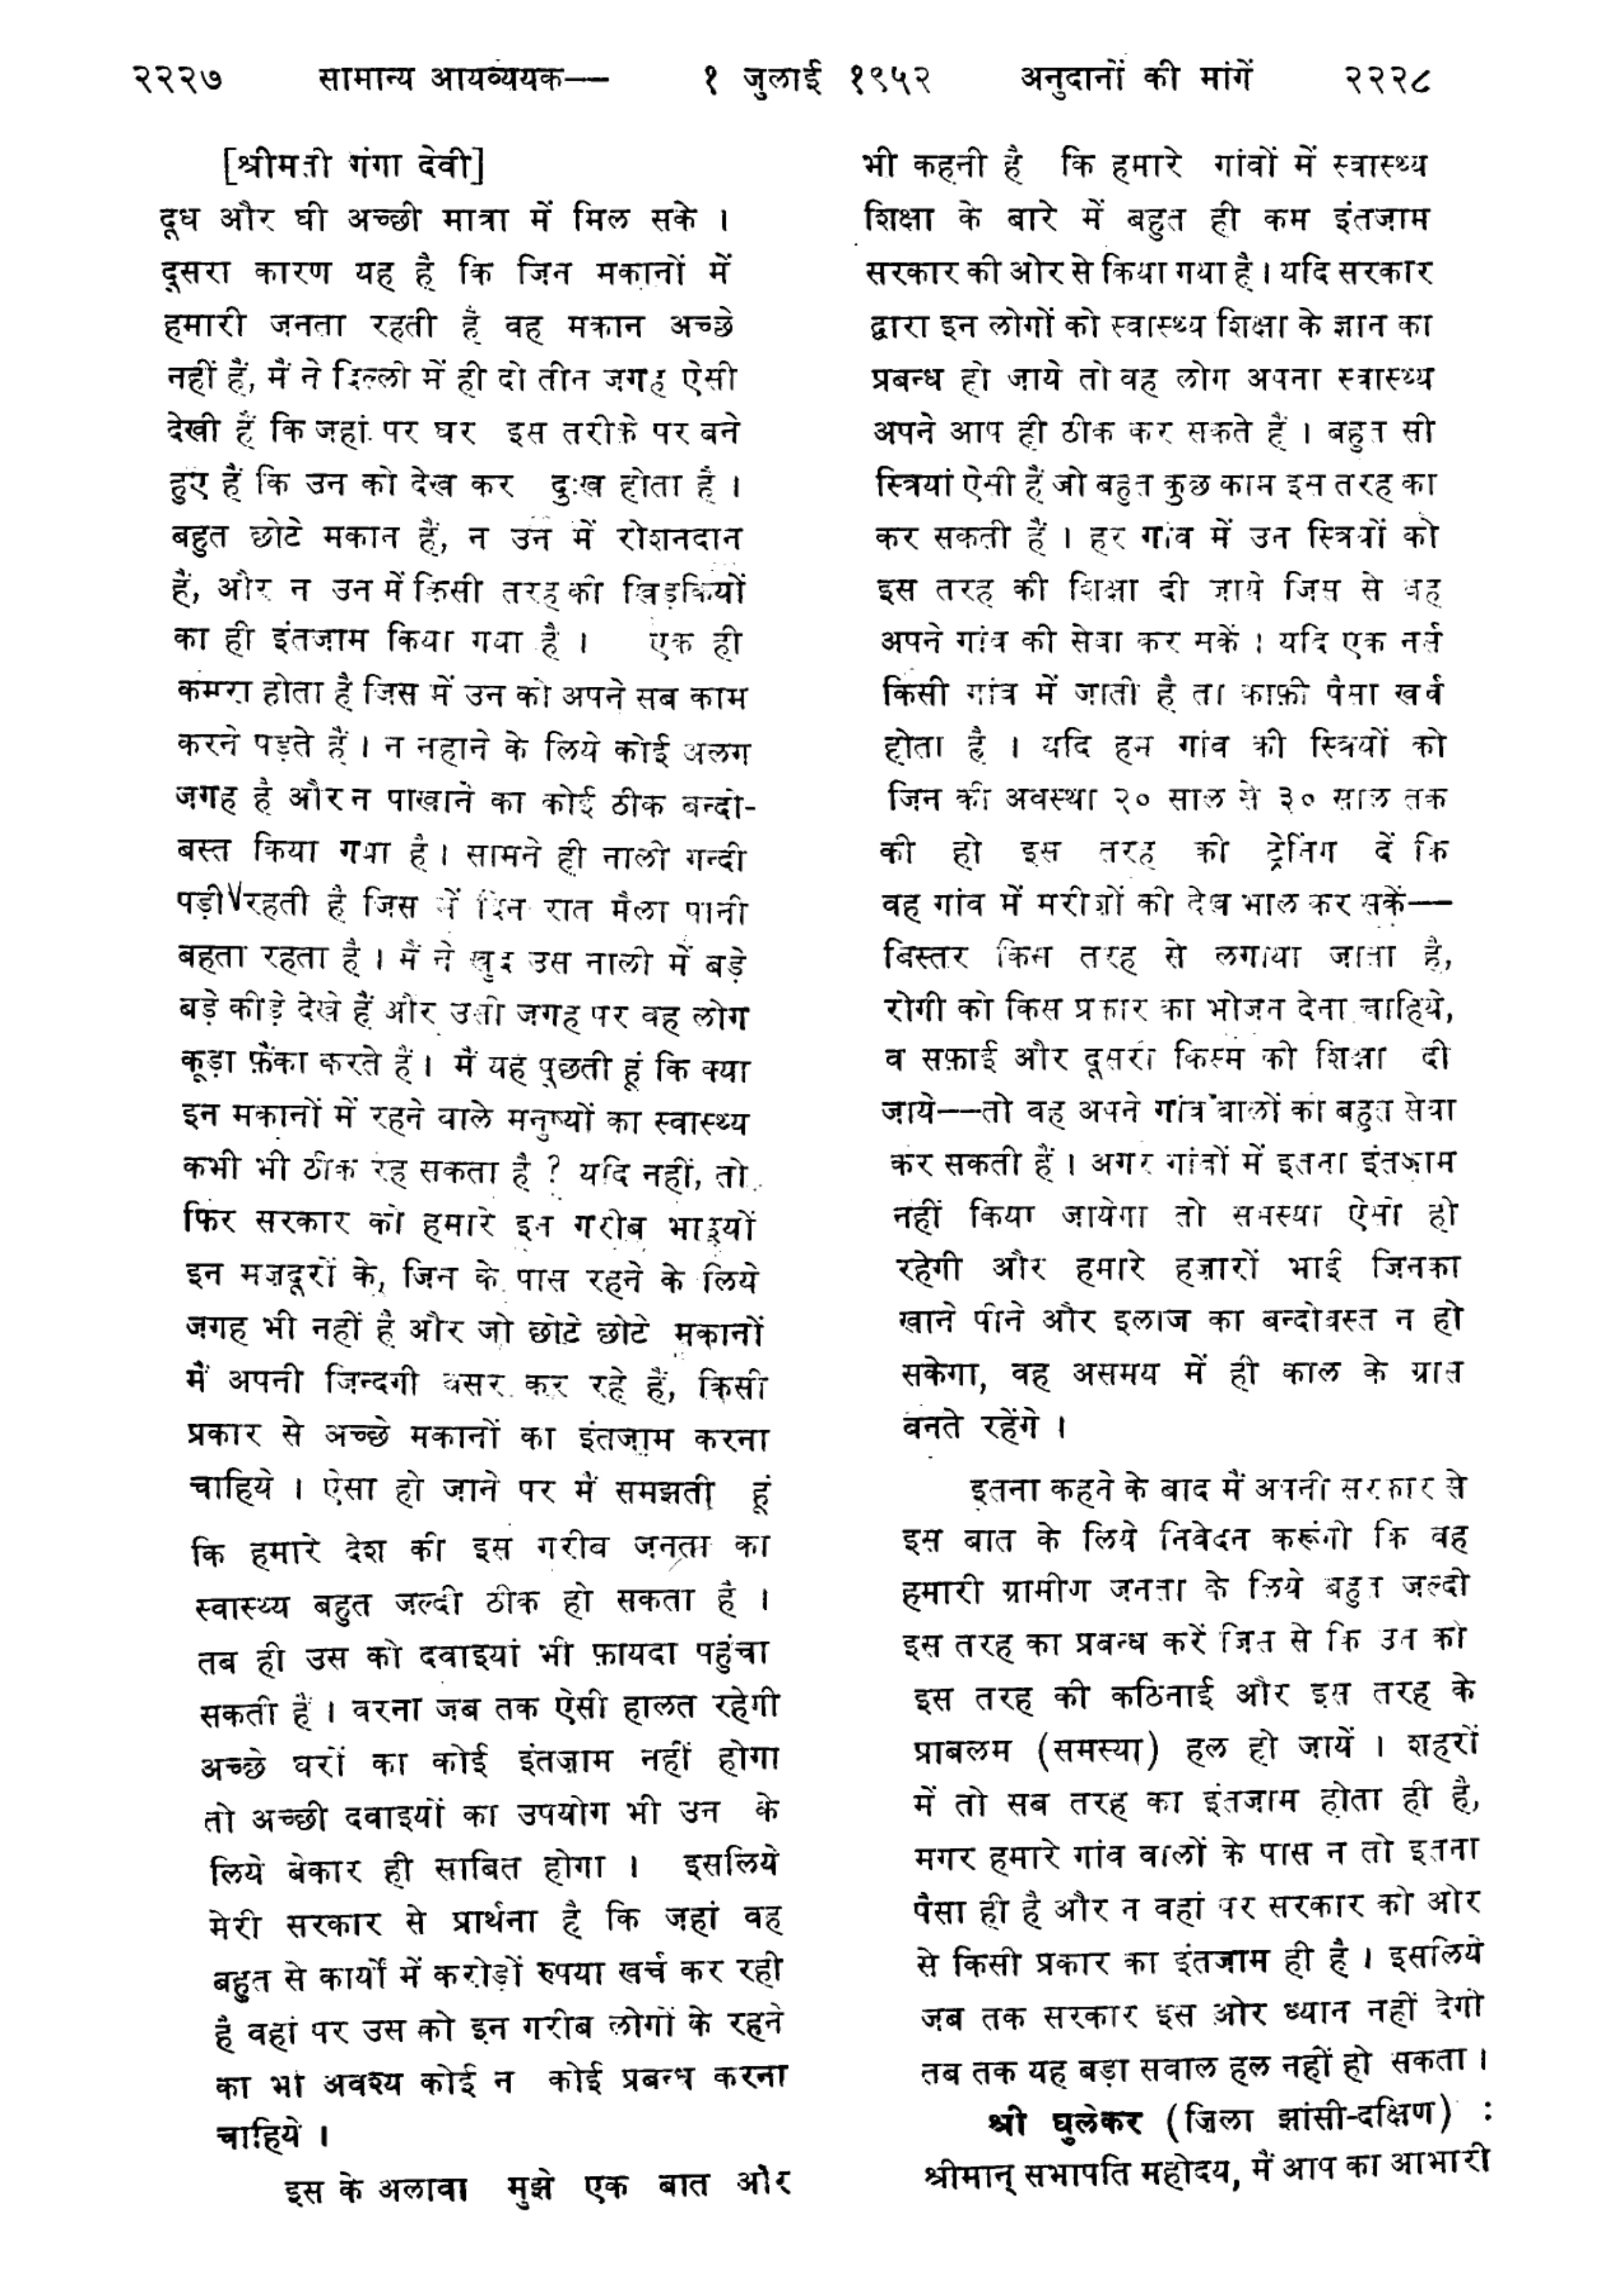 २२२७ सामान्य आयव्ययक— १ जुलाई १९५२ अनुदानों की मांगें २२२८
[श्रीमती गंगा देवी]
दूध और घी अच्छी मात्रा में मिल सके ।
दूसरा कारण यह है कि जिन मकानों में
हमारी जनता रहती है वह मकान अच्छे
नहीं हैं, मैं ने दिल्ली में ही दो तीन जगह ऐसी
देखी हैं कि जहां पर घर इस तरीक़े पर बने
हुए हैं कि उन को देख कर दुःख होता है ।
बहुत छोटे मकान हैं, न उन में रोशनदान
हैं, और न उन में किसी तरह की खिड़कियों
का ही इंतजाम किया गया है । एक ही
कमरा होता है जिस में उन को अपने सब काम
करने पड़ते हैं । न नहाने के लिये कोई अलग
जगह है और न पाखाने का कोई ठीक बन्दो-
बस्त किया गया है । सामने ही नाली गन्दी
पड़ी रहती है जिस में दिन रात मैला पानी
बहता रहता है । मैं ने खुद उस नाली में बड़े
बड़े कीड़े देखे हैं और उसी जगह पर वह लोग
कूड़ा फ़ेंका करते हैं । मैं यह पूछती हूं कि क्या
इन मकानों में रहने वाले मनुष्यों का स्वास्थ्य
कभी भी ठीक रह सकता है ? यदि नहीं, तो
फिर सरकार को हमारे इन गरीब भाइयों
इन मज़दूरों के, जिन के पास रहने के लिये
जगह भी नहीं है और जो छोटे छोटे मकानों
में अपनी जिन्दगी बसर कर रहे हैं, किसी
प्रकार से अच्छे मकानों का इंतजाम करना
चाहिये । ऐसा हो जाने पर मैं समझती हूं
कि हमारे देश की इस गरीब जनता का
स्वास्थ्य बहुत जल्दी ठीक हो सकता है ।
तब ही उस को दवाइयां भी फ़ायदा पहुंचा
सकती हैं । वरना जब तक ऐसी हालत रहेगी
अच्छे घरों का कोई इंतज़ाम नहीं होगा
तो अच्छी दवाइयों का उपयोग भी उन के
लिये बेकार ही साबित होगा । इसलिये
मेरी सरकार से प्रार्थना है कि जहां वह
बहुत से कार्यों में करोड़ों रुपया खर्च कर रही
है वहां पर उस को इन गरीब लोगों के रहने
का भी अवश्य कोई न कोई प्रबन्ध करना
चाहिये ।
इस के अलावा मुझे एक बात और
भी कहनी है कि हमारे गांवों में स्वास्थ्य
शिक्षा के बारे में बहुत ही कम इंतज़ाम
सरकार की ओर से किया गया है । यदि सरकार
द्वारा इन लोगों को स्वास्थ्य शिक्षा के ज्ञान का
प्रबन्ध हो जाये तो वह लोग अपना स्वास्थ्य
अपने आप ही ठीक कर सकते हैं । बहुत सी
स्त्रियां ऐसी हैं जो बहुत कुछ काम इस तरह का
कर सकती हैं । हर गांव में उन स्त्रियों को
इस तरह की शिक्षा दी जाये जिस से वह
अपने गांव की सेवा कर सकें । यदि एक नर्स
किसी गांव में जाती है तो काफ़ी पैसा खर्च
होता है । यदि हम गांव की स्त्रियों को
जिन की अवस्था २० साल से ३० साल तक
की हो इस तरह की ट्रेनिंग दें कि
वह गांव में मरीज़ों की देख भाल कर सकें—
बिस्तर किस तरह से लगाया जाता है,
रोगी को किस प्रकार का भोजन देना चाहिये,
व सफ़ाई और दूसरी किस्म की शिक्षा दी
जाये—तो वह अपने गांव वालों की बहुत सेवा
कर सकती हैं । अगर गांवों में इतना इंतज़ाम
नहीं किया जायेगा तो समस्या ऐसी ही
रहेगी और हमारे हज़ारों भाई जिनका
खाने पीने और इलाज का बन्दोबस्त न हो
सकेगा, वह असमय में ही काल के ग्रास
बनते रहेंगे ।
इतना कहने के बाद मैं अपनी सरकार से
इस बात के लिये निवेदन करूंगी कि वह
हमारी ग्रामीण जनता के लिये बहुत जल्दी
इस तरह का प्रबन्ध करें जिस से कि उन की
इस तरह की कठिनाई और इस तरह के
प्राबलम (समस्या) हल हो जायें । शहरों
में तो सब तरह का इंतजाम होता ही है,
मगर हमारे गांव वालों के पास न तो इतना
पैसा ही है और न वहां पर सरकार की ओर
से किसी प्रकार का इंतज़ाम ही है । इसलिये
जब तक सरकार इस ओर ध्यान नहीं देगी
तब तक यह बड़ा सवाल हल नहीं हो सकता ।
श्री घुलेकर (ज़िला झांसी-दक्षिण) :
श्रीमान् सभापति महोदय, मैं आप का आभारी